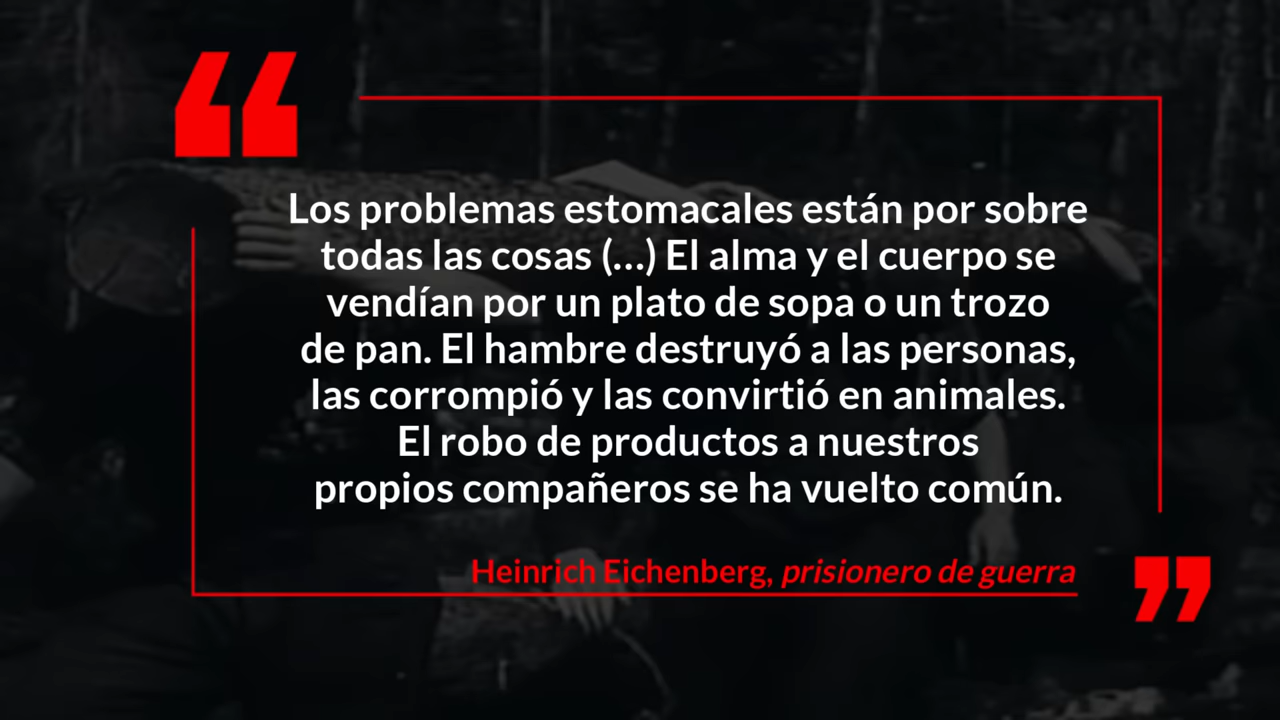 “
Los problemas estomacales están por sobre
todas las cosas (...) El alma y el cuerpo se
vendían por un plato de sopa o un trozo
de pan. El hambre destruyó a las personas,
las corrompió y las convirtió en animales.
El robo de productos a nuestros
propios compañeros se ha vuelto común.
Heinrich Eichenberg, prisionero de guerra
”